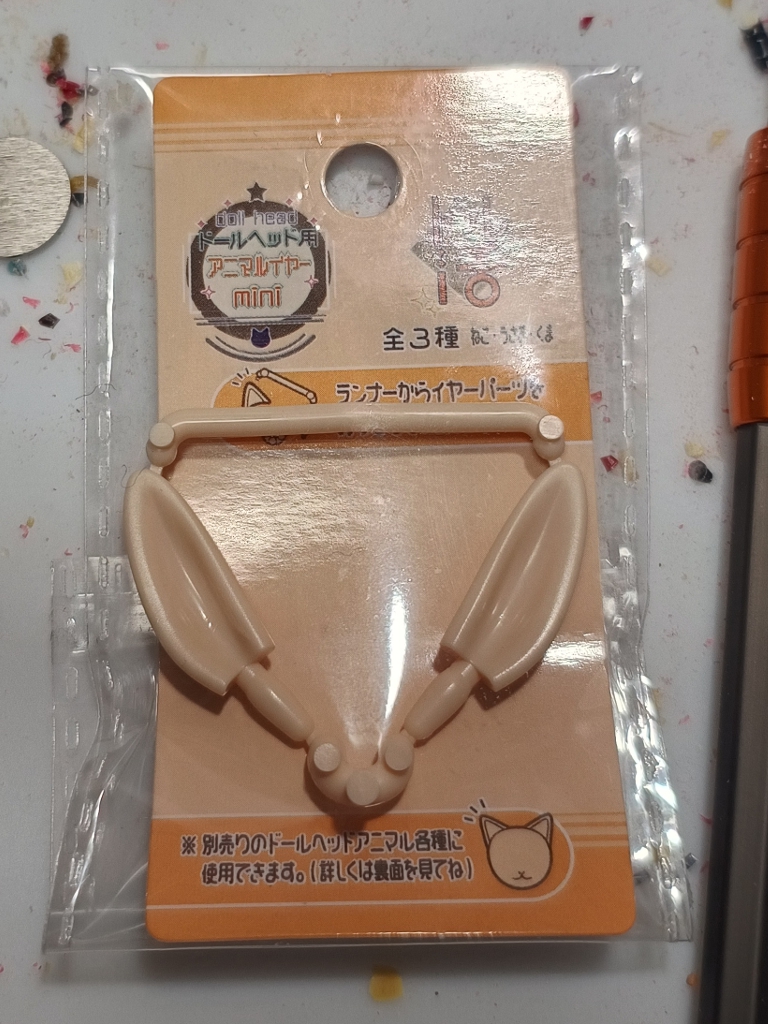 doll head
ドールヘッド用
アニマルイヤー
mini
10
全3種 ねこ・うさぎ・くま
ランナーからイヤーパーツを
※ 別売りのドールヘッドアニマル各種に
使用できます。(詳しくは裏面を見てね)